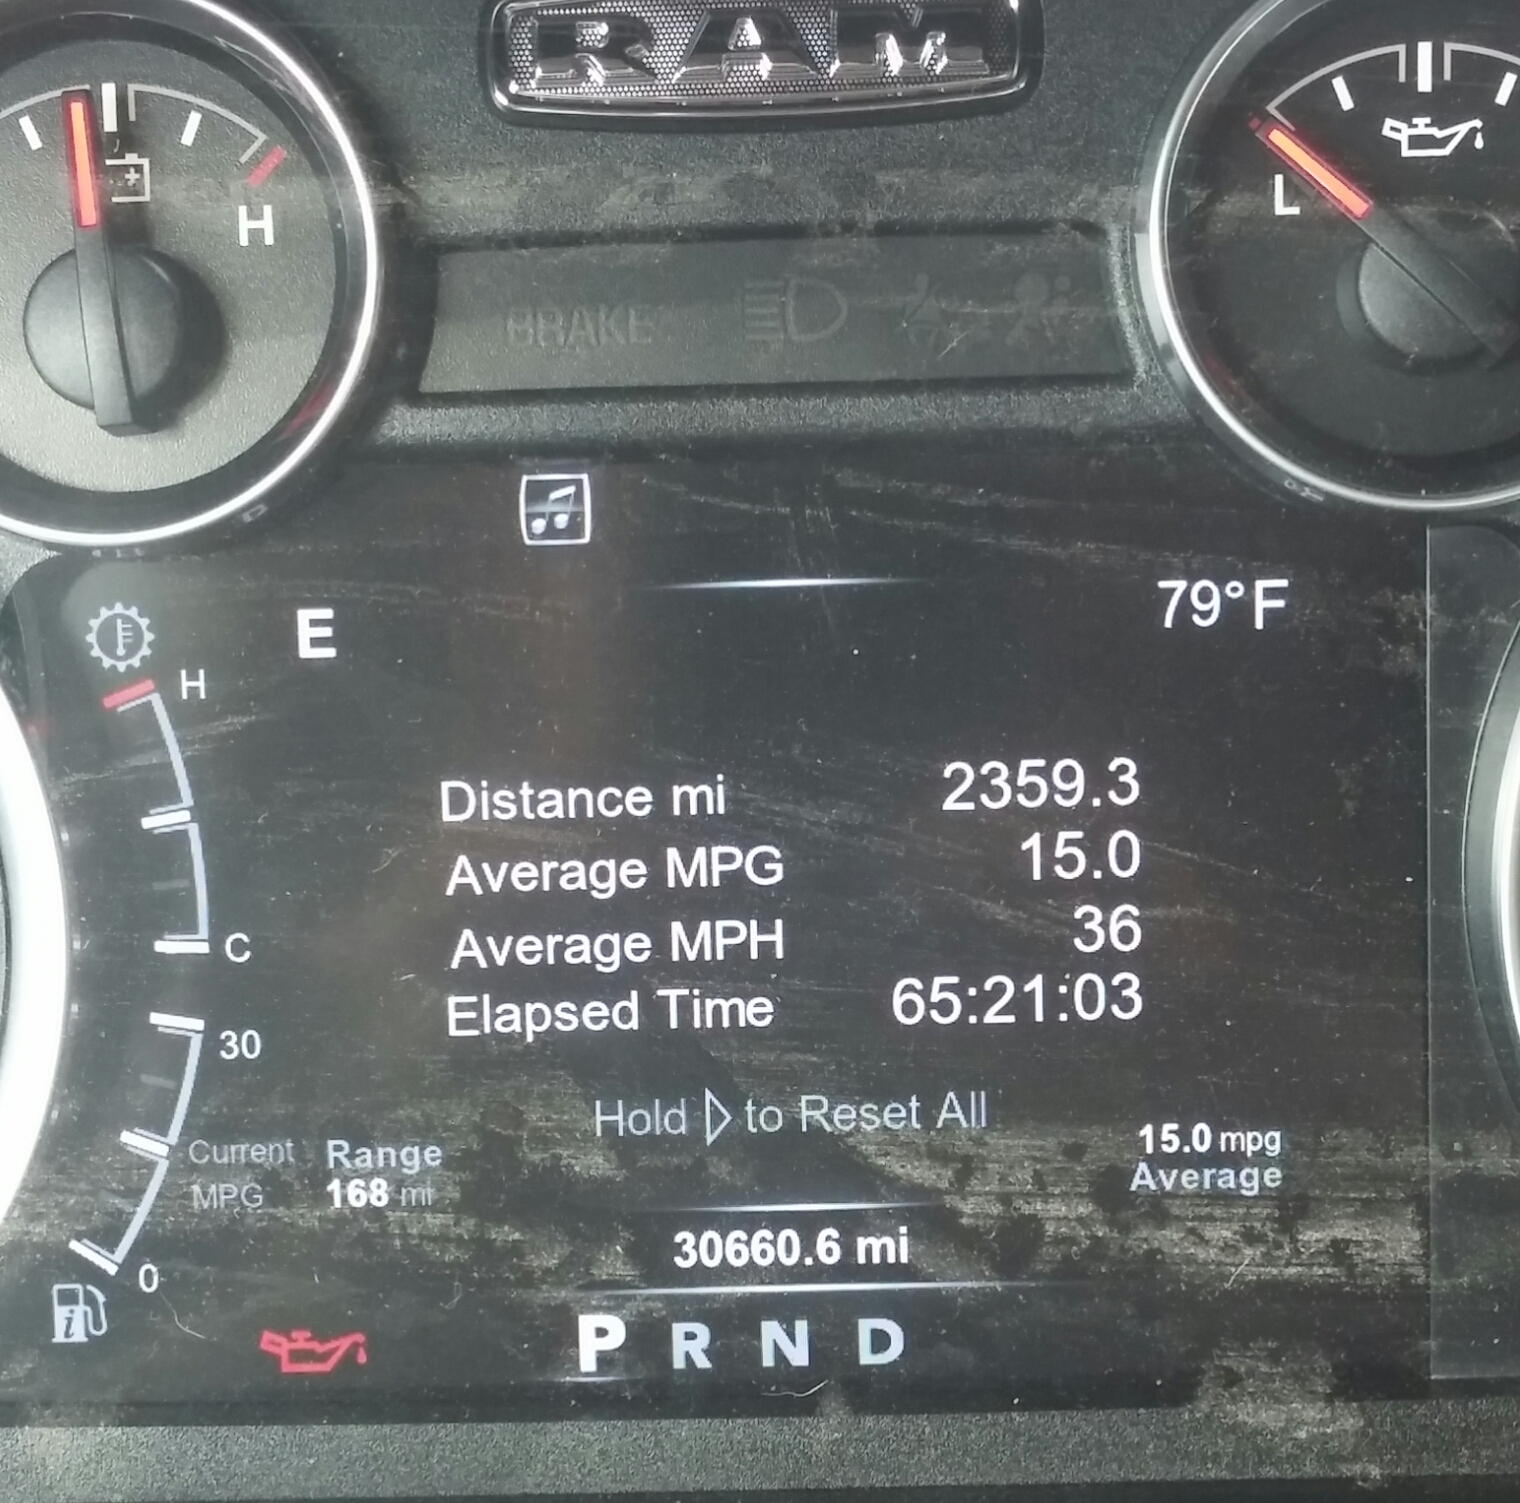 RAM
H
L
BRAKE
E
79°F
H
Distance mi 2359.3
Average MPG 15.0
C
Average MPH 36
Elapsed Time 65:21:03
30
Hold ▷ to Reset All
Current Range
MPG 168 mi
15.0 mpg
Average
30660.6 mi
0
P R N D